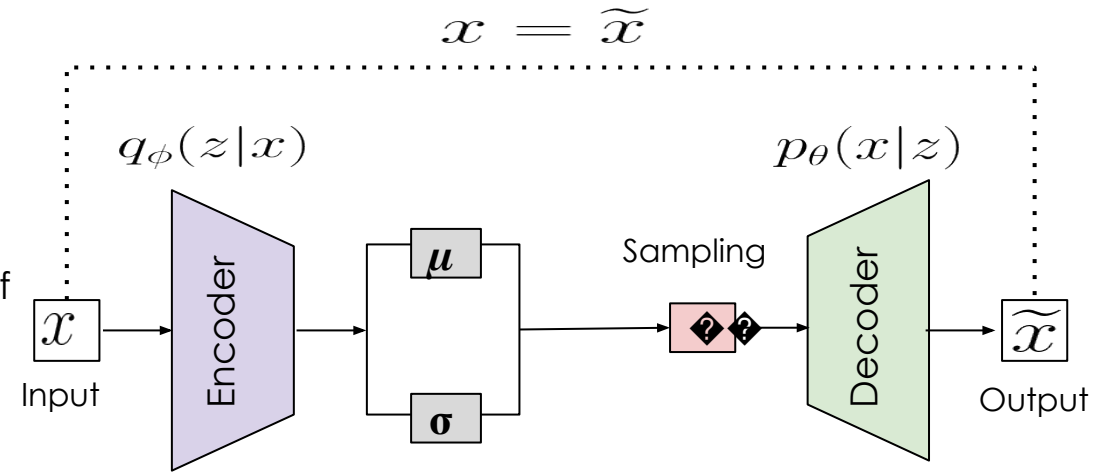 x = x̃
q_ϕ(z|x)
p_θ(x|z)
Sampling
μ
f
x
Encoder
��
Decoder
x̃
Input
σ
Output